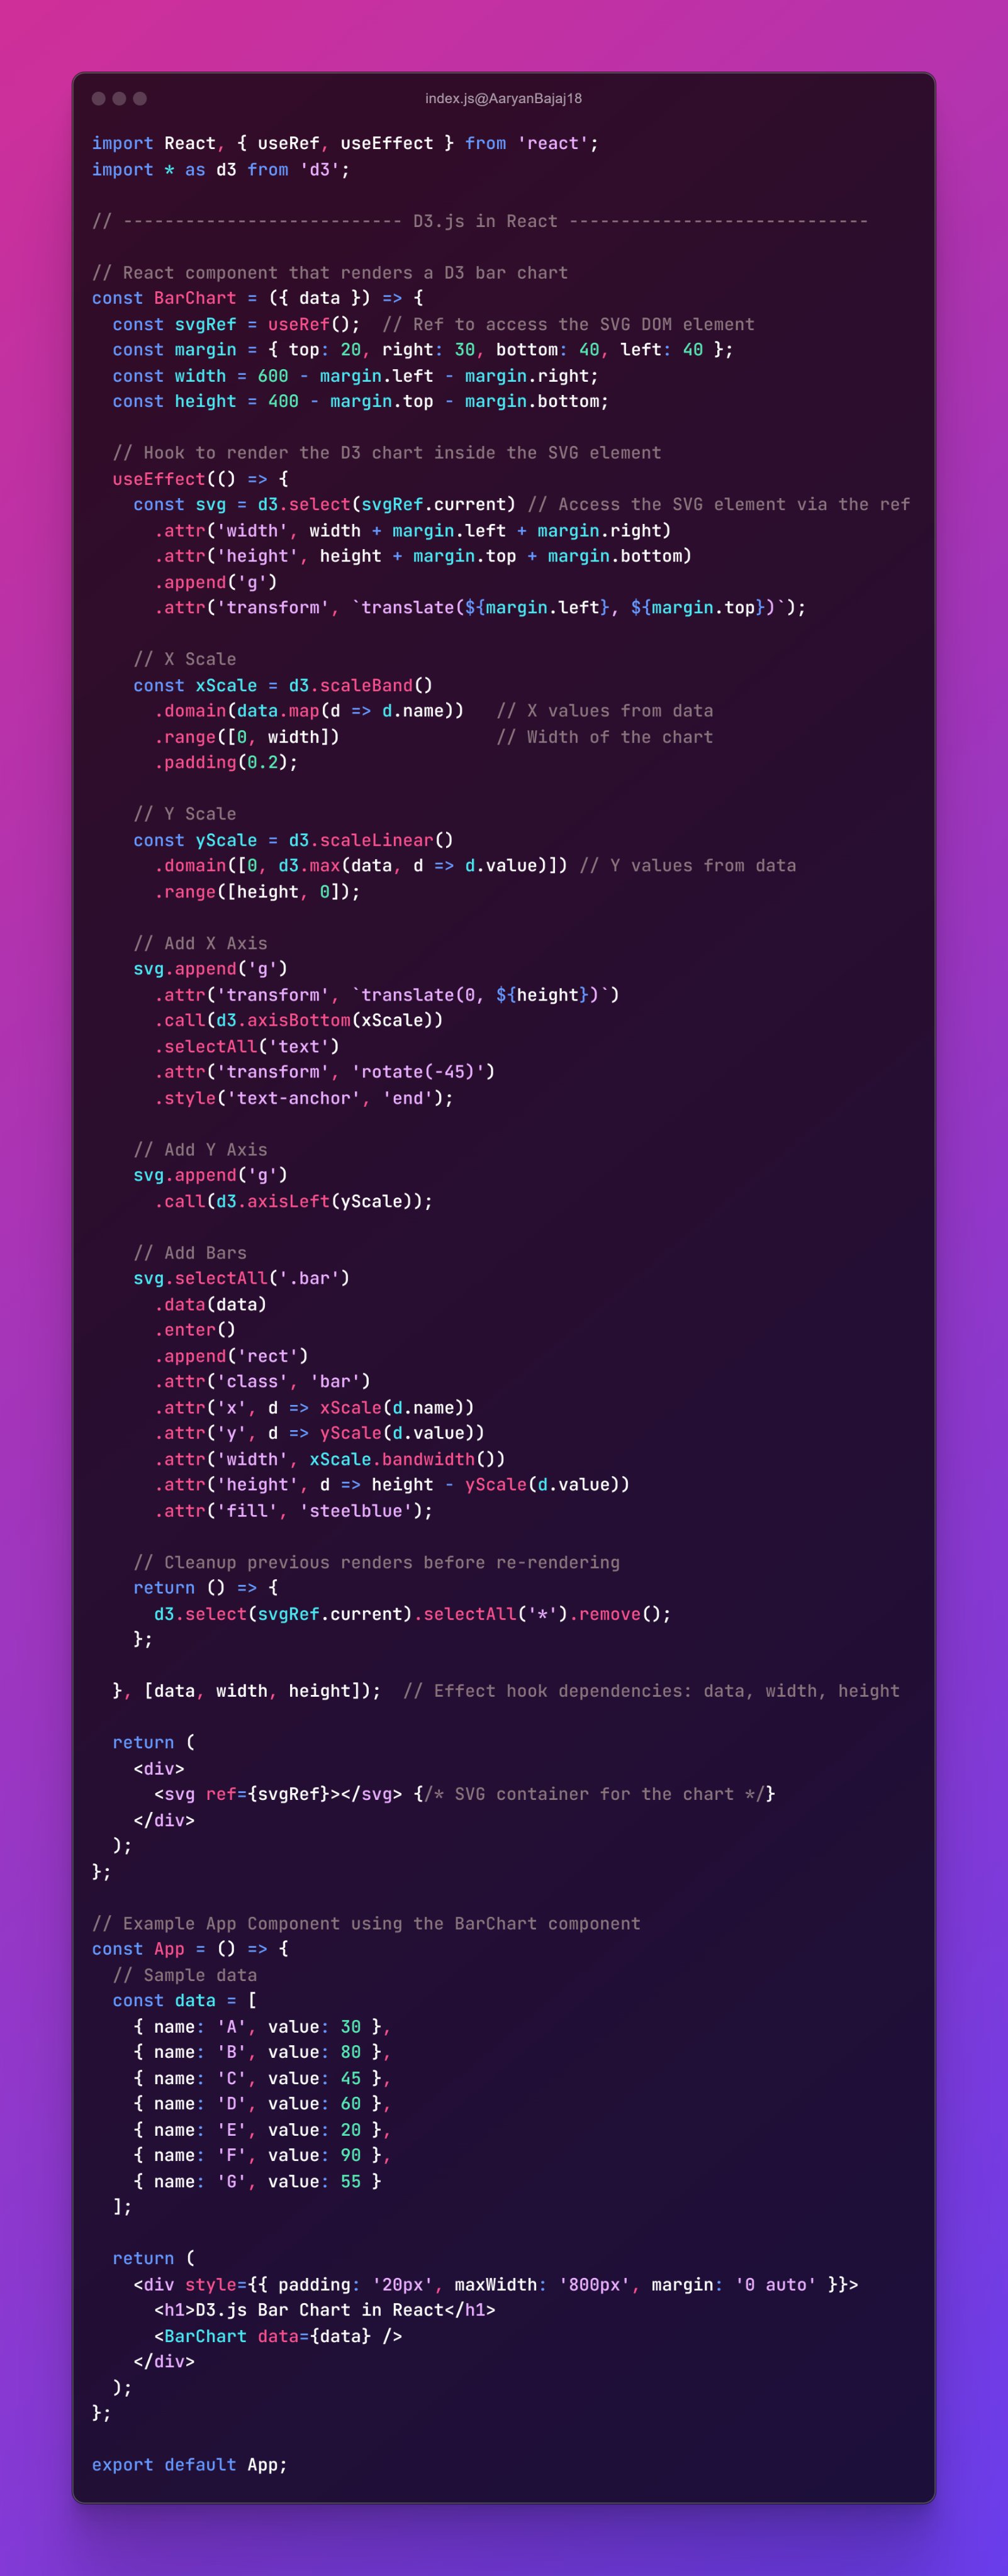 index.js@AaryanBajaj18
import React, { useRef, useEffect } from 'react';
import * as d3 from 'd3';
// --------------------------- D3.js in React -----------------------------
// React component that renders a D3 bar chart
const BarChart = ({ data }) => {
  const svgRef = useRef();  // Ref to access the SVG DOM element
  const margin = { top: 20, right: 30, bottom: 40, left: 40 };
  const width = 600 - margin.left - margin.right;
  const height = 400 - margin.top - margin.bottom;
  // Hook to render the D3 chart inside the SVG element
  useEffect(() => {
    const svg = d3.select(svgRef.current) // Access the SVG element via the ref
      .attr('width', width + margin.left + margin.right)
      .attr('height', height + margin.top + margin.bottom)
      .append('g')
      .attr('transform', `translate(${margin.left}, ${margin.top})`);
    // X Scale
    const xScale = d3.scaleBand()
      .domain(data.map(d => d.name))   // X values from data
      .range([0, width])               // Width of the chart
      .padding(0.2);
    // Y Scale
    const yScale = d3.scaleLinear()
      .domain([0, d3.max(data, d => d.value)]) // Y values from data
      .range([height, 0]);
    // Add X Axis
    svg.append('g')
      .attr('transform', `translate(0, ${height})`)
      .call(d3.axisBottom(xScale))
      .selectAll('text')
      .attr('transform', 'rotate(-45)')
      .style('text-anchor', 'end');
    // Add Y Axis
    svg.append('g')
      .call(d3.axisLeft(yScale));
    // Add Bars
    svg.selectAll('.bar')
      .data(data)
      .enter()
      .append('rect')
      .attr('class', 'bar')
      .attr('x', d => xScale(d.name))
      .attr('y', d => yScale(d.value))
      .attr('width', xScale.bandwidth())
      .attr('height', d => height - yScale(d.value))
      .attr('fill', 'steelblue');
    // Cleanup previous renders before re-rendering
    return () => {
      d3.select(svgRef.current).selectAll('*').remove();
    };
  }, [data, width, height]);  // Effect hook dependencies: data, width, height
  return (
    <div>
      <svg ref={svgRef}></svg> {/* SVG container for the chart */}
    </div>
  );
};
// Example App Component using the BarChart component
const App = () => {
  // Sample data
  const data = [
    { name: 'A', value: 30 },
    { name: 'B', value: 80 },
    { name: 'C', value: 45 },
    { name: 'D', value: 60 },
    { name: 'E', value: 20 },
    { name: 'F', value: 90 },
    { name: 'G', value: 55 }
  ];
  return (
    <div style={{ padding: '20px', maxWidth: '800px', margin: '0 auto' }}>
      <h1>D3.js Bar Chart in React</h1>
      <BarChart data={data} />
    </div>
  );
};
export default App;